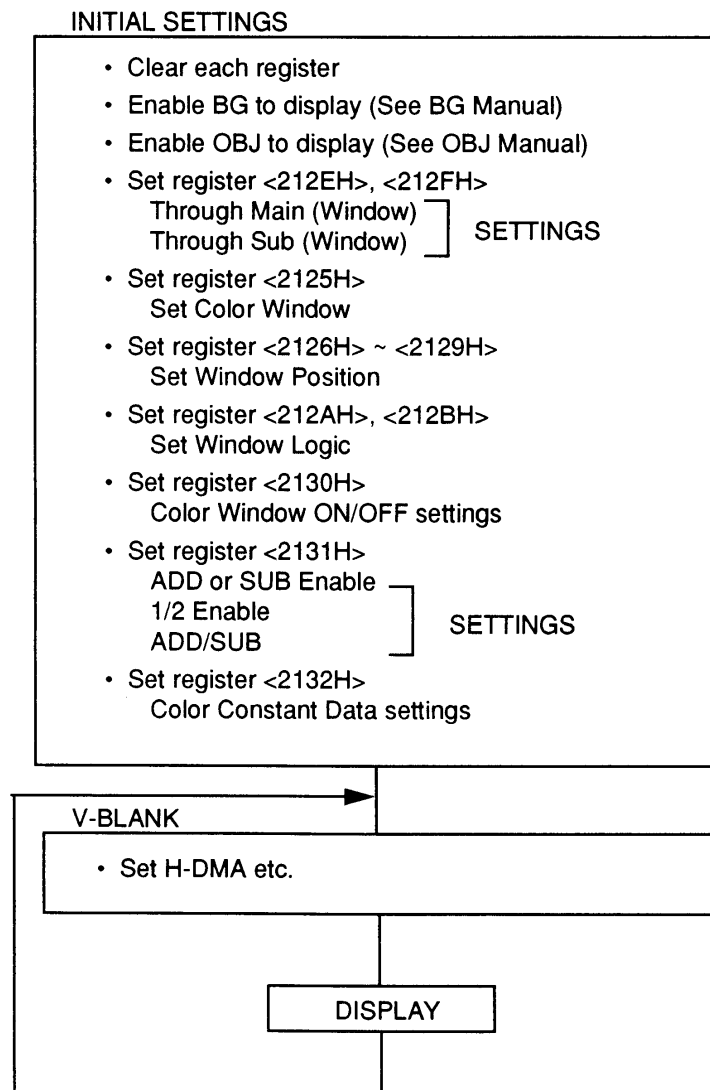 INITIAL SETTINGS
• Clear each register
• Enable BG to display (See BG Manual)
• Enable OBJ to display (See OBJ Manual)
• Set register <212EH>, <212FH>
Through Main (Window)
Through Sub (Window)
SETTINGS
• Set register <2125H>
Set Color Window
• Set register <2126H> ~ <2129H>
Set Window Position
• Set register <212AH>, <212BH>
Set Window Logic
• Set register <2130H>
Color Window ON/OFF settings
• Set register <2131H>
ADD or SUB Enable
1/2 Enable
ADD/SUB
SETTINGS
• Set register <2132H>
Color Constant Data settings
V-BLANK
• Set H-DMA etc.
DISPLAY